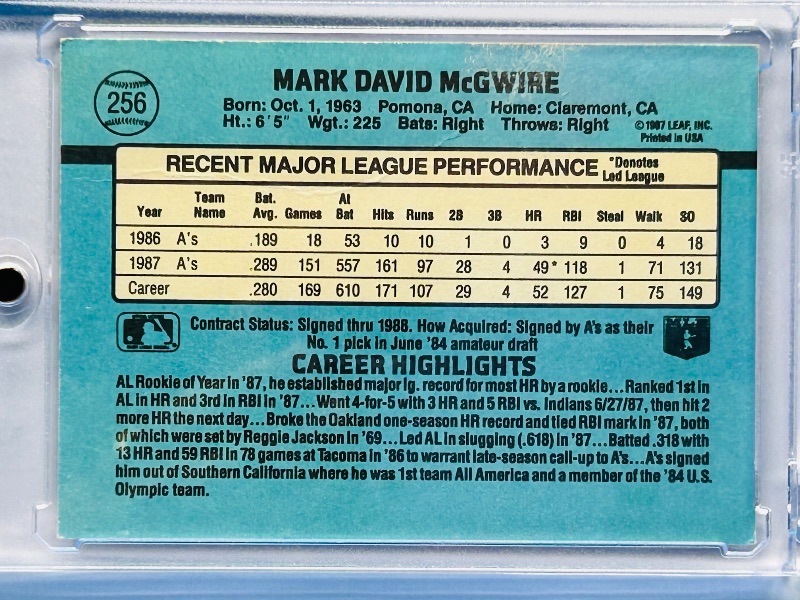 MARK DAVID McGWIRE
256
Born: Oct. 1, 1963 Pomona, CA Home: Claremont, CA
Ht.: 6'5" Wgt.: 225 Bats: Right Throws: Right
©1987 LEAF, INC.
Printed in USA
RECENT MAJOR LEAGUE PERFORMANCE *Denotes Led League
Year Team Name Bat. Avg. Games At Bat Hits Runs 2B 3B HR RBI Steal Walk SO
1986 A's .189 18 53 10 10 1 0 3 9 0 4 18
1987 A's .289 151 557 161 97 28 4 49* 118 1 71 131
Career .280 169 610 171 107 29 4 52 127 1 75 149
Contract Status: Signed thru 1988. How Acquired: Signed by A's as their
No. 1 pick in June '84 amateur draft
CAREER HIGHLIGHTS
AL Rookie of Year in '87, he established major lg. record for most HR by a rookie...Ranked 1st in
AL in HR and 3rd in RBI in '87...Went 4-for-5 with 3 HR and 5 RBI vs. Indians 6/27/87, then hit 2
more HR the next day...Broke the Oakland one-season HR record and tied RBI mark in '87, both
of which were set by Reggie Jackson in '69...Led AL in slugging (.618) in '87...Batted .318 with
13 HR and 59 RBI in 78 games at Tacoma in '86 to warrant late-season call-up to A's...A's signed
him out of Southern California where he was 1st team All America and a member of the '84 U.S.
Olympic team.